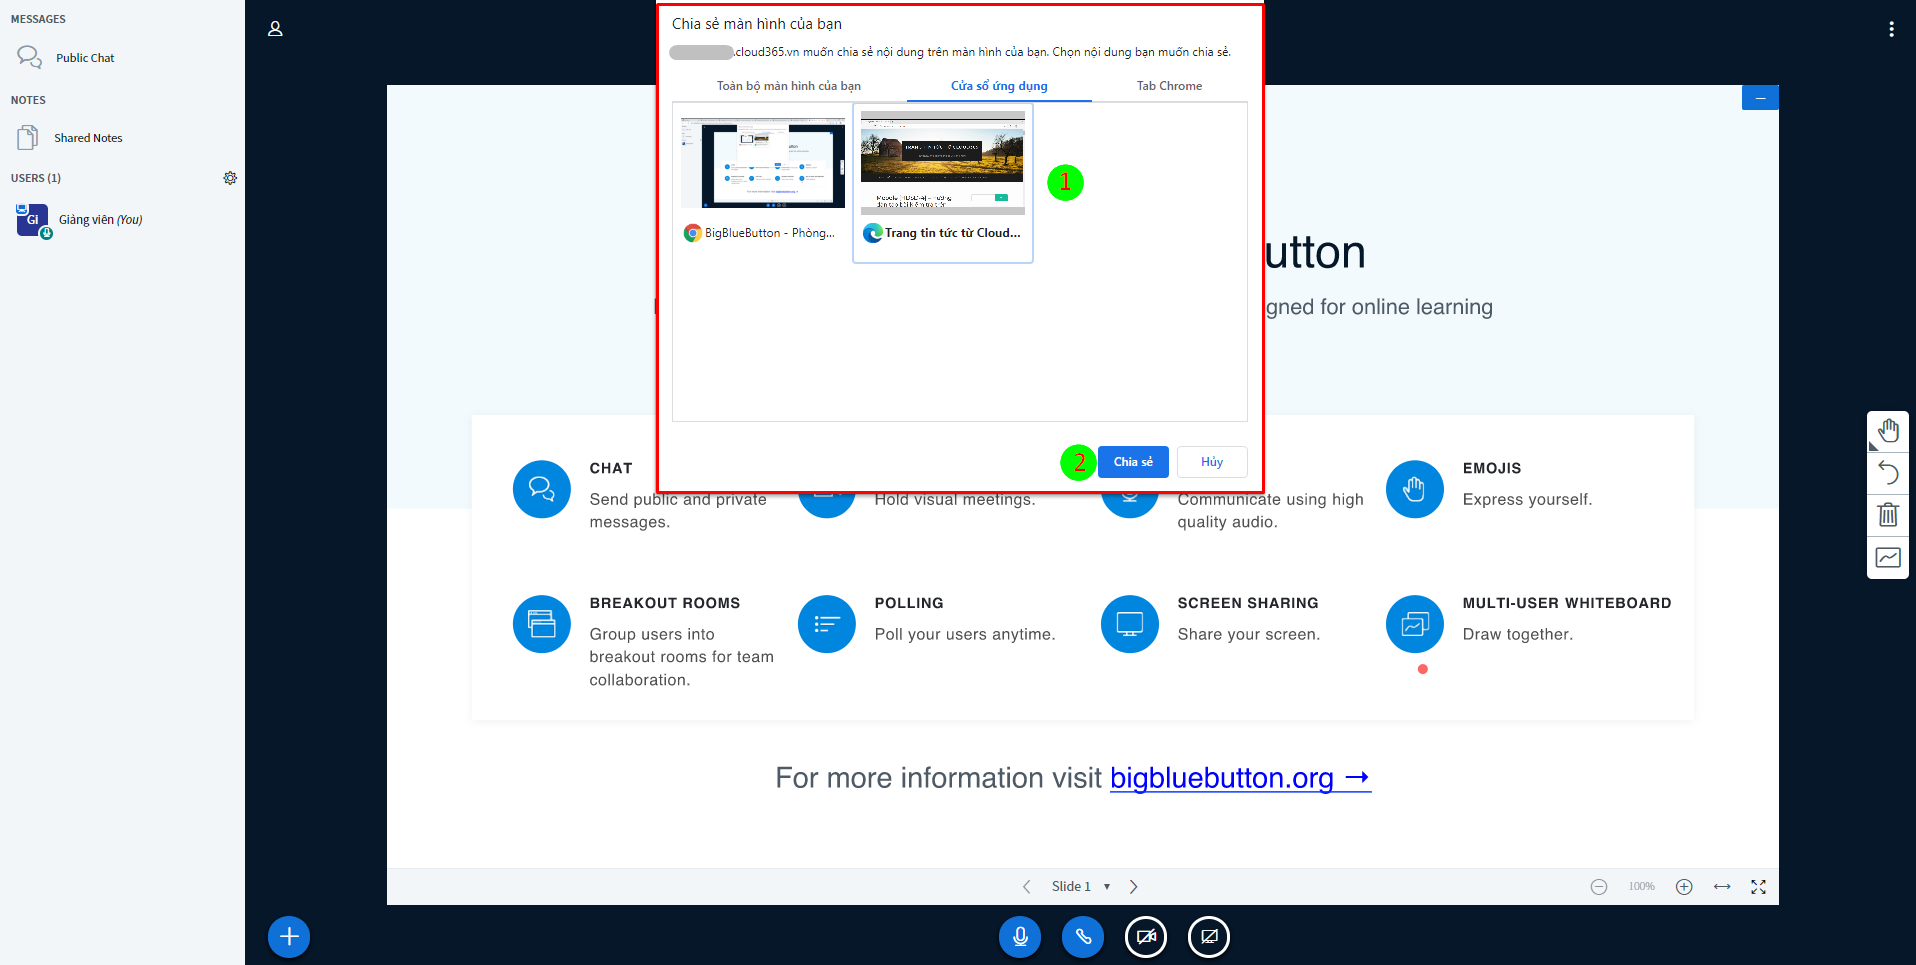 MESSAGES
Public Chat
NOTES
Shared Notes
USERS (1)
Gi
Giảng viên (You)
Chia sẻ màn hình của bạn
.cloud365.vn muốn chia sẻ nội dung trên màn hình của bạn. Chọn nội dung bạn muốn chia sẻ.
Toàn bộ màn hình của bạn
Cửa sổ ứng dụng
Tab Chrome
TRANG TIN TỨC TỪ CLOUD365
BigBlueButton - Phòng...
Trang tin tức từ Cloud...
1
2
Chia sẻ
Hủy
utton
gned for online learning
CHAT
Send public and private
messages.
Hold visual meetings.
Communicate using high
quality audio.
EMOJIS
Express yourself.
BREAKOUT ROOMS
Group users into
breakout rooms for team
collaboration.
POLLING
Poll your users anytime.
SCREEN SHARING
Share your screen.
MULTI-USER WHITEBOARD
Draw together.
For more information visit bigbluebutton.org →
Slide 1
100%